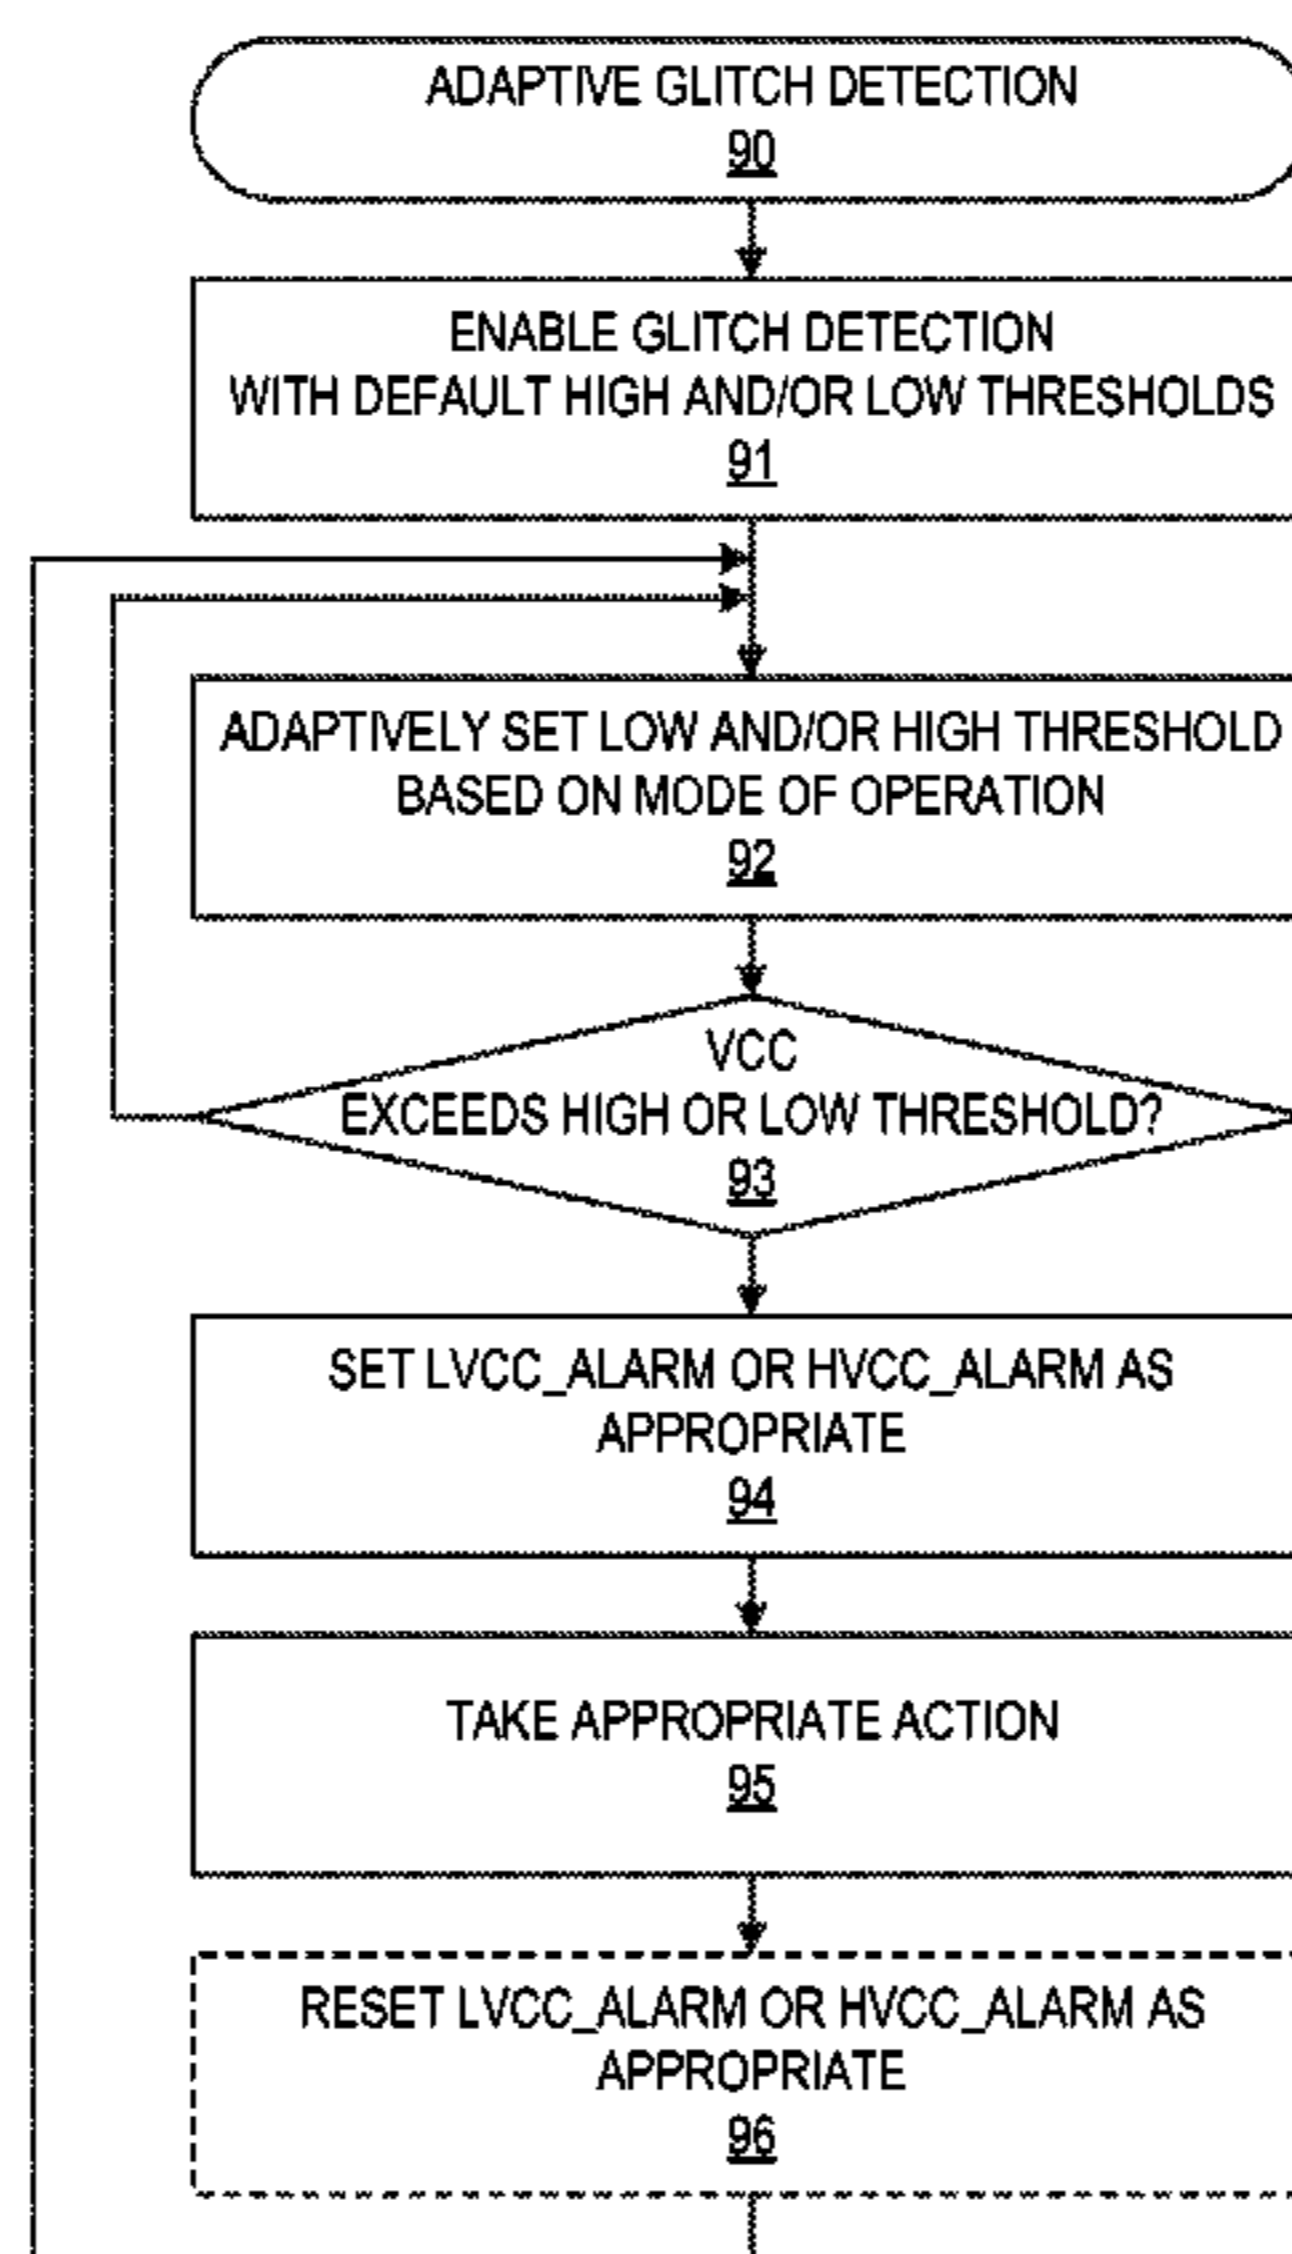 ADAPTIVE GLITCH DETECTION
90
ENABLE GLITCH DETECTION
WITH DEFAULT HIGH AND/OR LOW THRESHOLDS
91
ADAPTIVELY SET LOW AND/OR HIGH THRESHOLD
BASED ON MODE OF OPERATION
92
VCC
EXCEEDS HIGH OR LOW THRESHOLD?
93
SET LVCC_ALARM OR HVCC_ALARM AS
APPROPRIATE
94
TAKE APPROPRIATE ACTION
95
RESET LVCC_ALARM OR HVCC_ALARM AS
APPROPRIATE
96